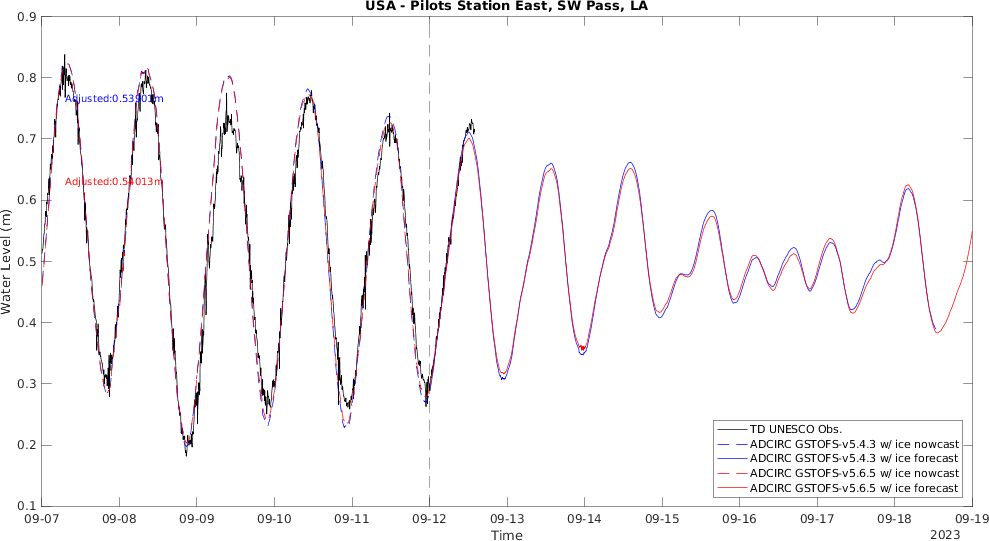 USA - Pilots Station East, SW Pass, LA
0.9
0.8
0.7
0.6
0.5
0.4
0.3
0.2
0.1
Water Level (m)
Adjusted:0.53901m
Adjusted:0.54013m
TD UNESCO Obs.
ADCIRC GSTOFS-v5.4.3 w/ ice nowcast
ADCIRC GSTOFS-v5.4.3 w/ ice forecast
ADCIRC GSTOFS-v5.6.5 w/ ice nowcast
ADCIRC GSTOFS-v5.6.5 w/ ice forecast
09-07 09-08 09-09 09-10 09-11 09-12 09-13 09-14 09-15 09-16 09-17 09-18 09-19
Time
2023